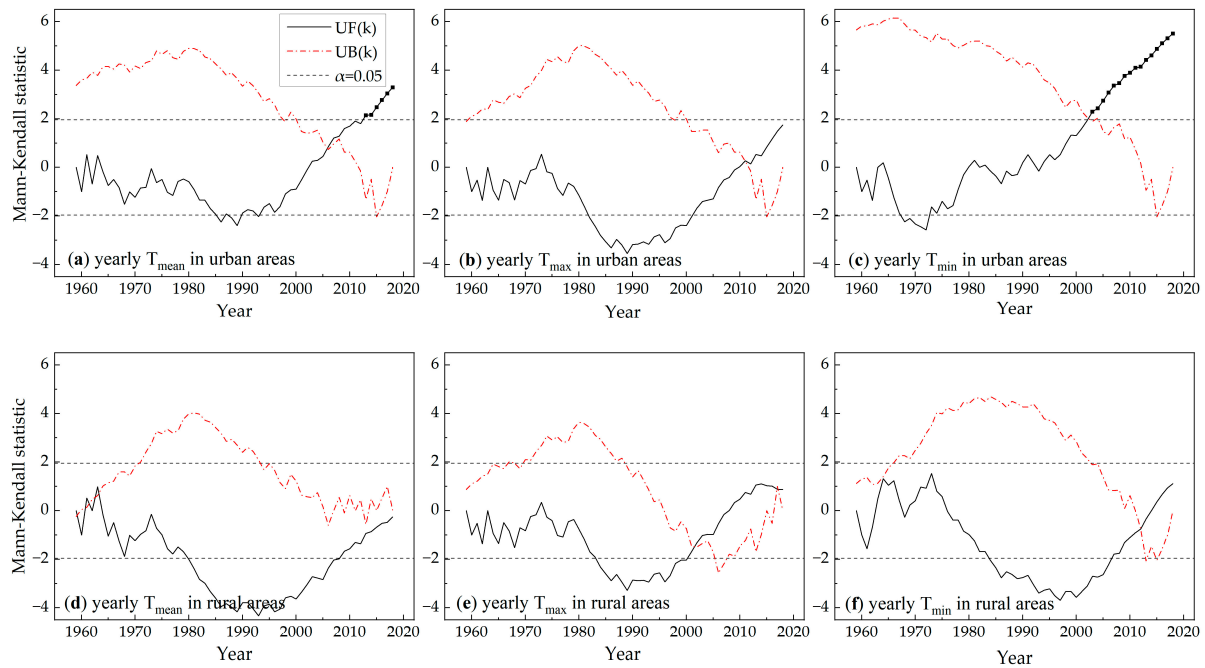 6
4
2
0
−2
−4
Mann-Kendall statistic
UF(k)
UB(k)
α=0.05
(a) yearly Tmean in urban areas
1960 1970 1980 1990 2000 2010 2020
Year
6
4
2
0
−2
−4
(b) yearly Tmax in urban areas
1960 1970 1980 1990 2000 2010 2020
Year
6
4
2
0
−2
−4
(c) yearly Tmin in urban areas
1960 1970 1980 1990 2000 2010 2020
Year
6
4
2
0
−2
−4
Mann-Kendall statistic
(d) yearly Tmean in rural areas
1960 1970 1980 1990 2000 2010 2020
Year
6
4
2
0
−2
−4
(e) yearly Tmax in rural areas
1960 1970 1980 1990 2000 2010 2020
Year
6
4
2
0
−2
−4
(f) yearly Tmin in rural areas
1960 1970 1980 1990 2000 2010 2020
Year